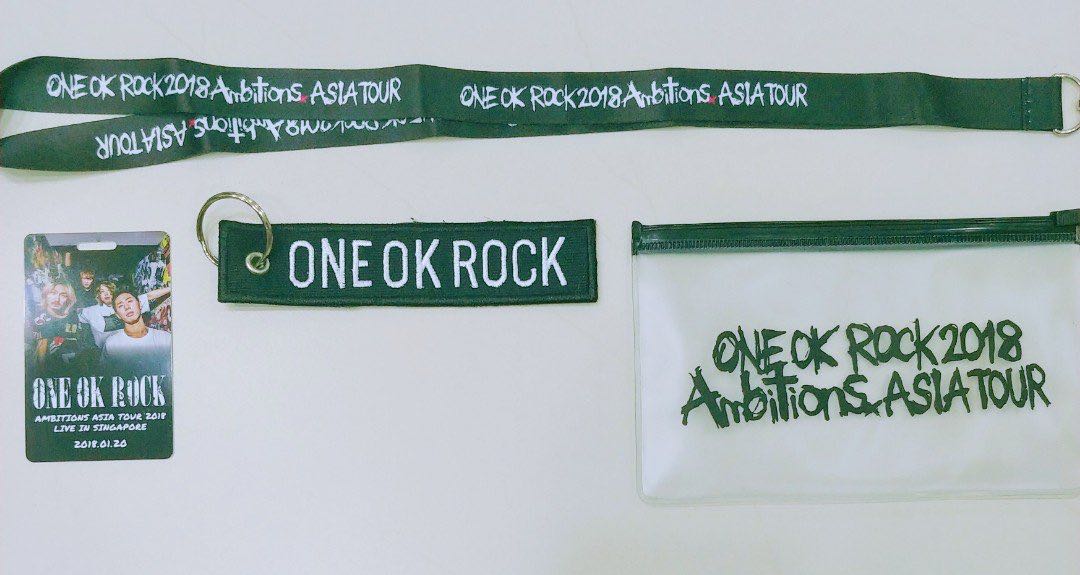 ONE OK ROCK 2018 Ambitions ASIA TOUR ONE OK ROCK 2018 Ambitions ASIA TOUR
ONE OK ROCK 2018 Ambitions ASIA TOUR
ONE OK ROCK
ONE OK ROCK
AMBITIONS ASIA TOUR 2018
LIVE IN SINGAPORE
2018.01.20
ONE OK ROCK 2018
Ambitions ASIA TOUR